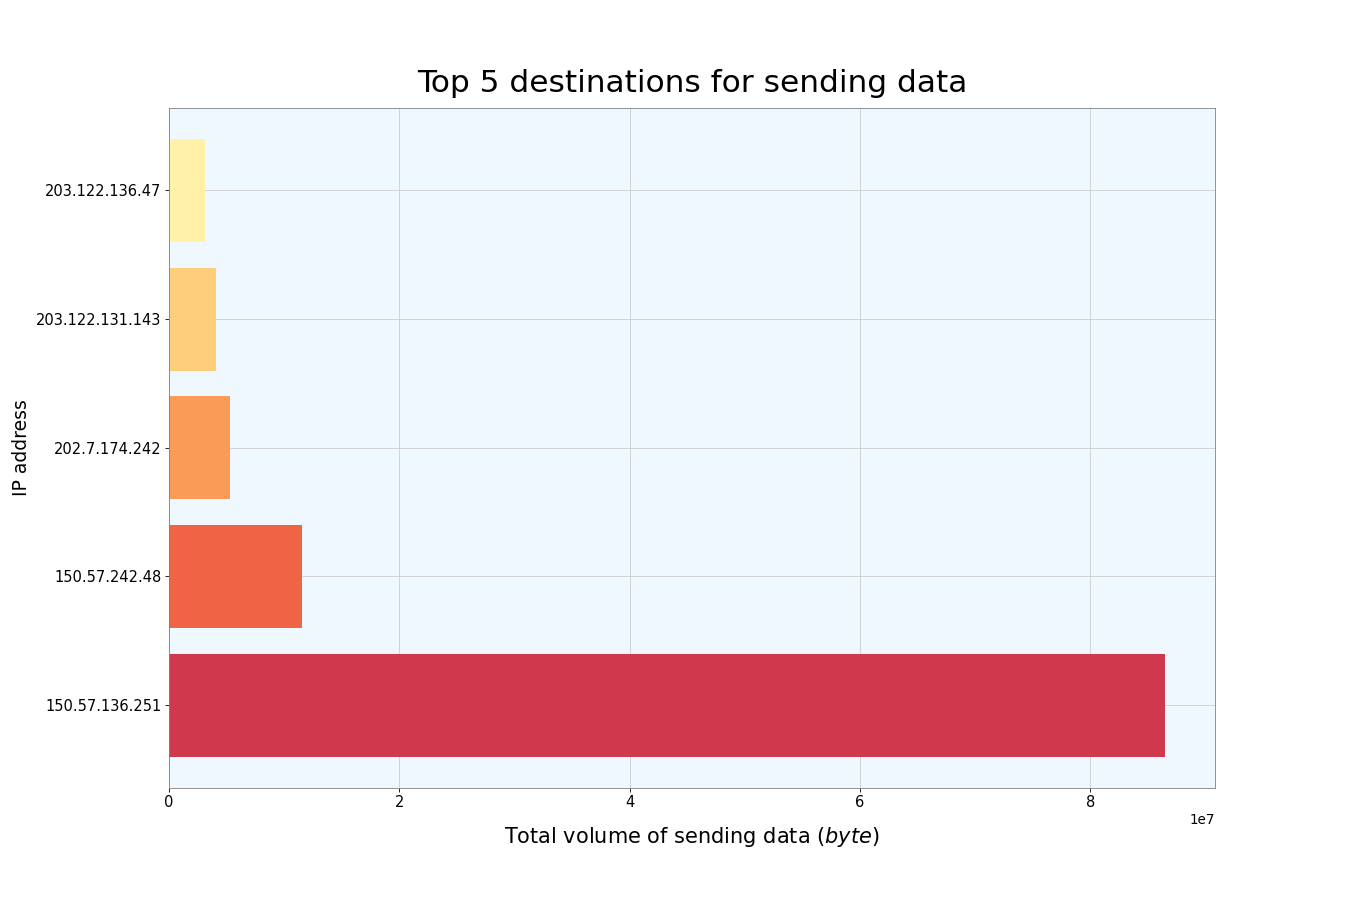 Top 5 destinations for sending data
203.122.136.47
203.122.131.143
202.7.174.242
150.57.242.48
150.57.136.251
IP address
0 2 4 6 8
1e7
Total volume of sending data (byte)